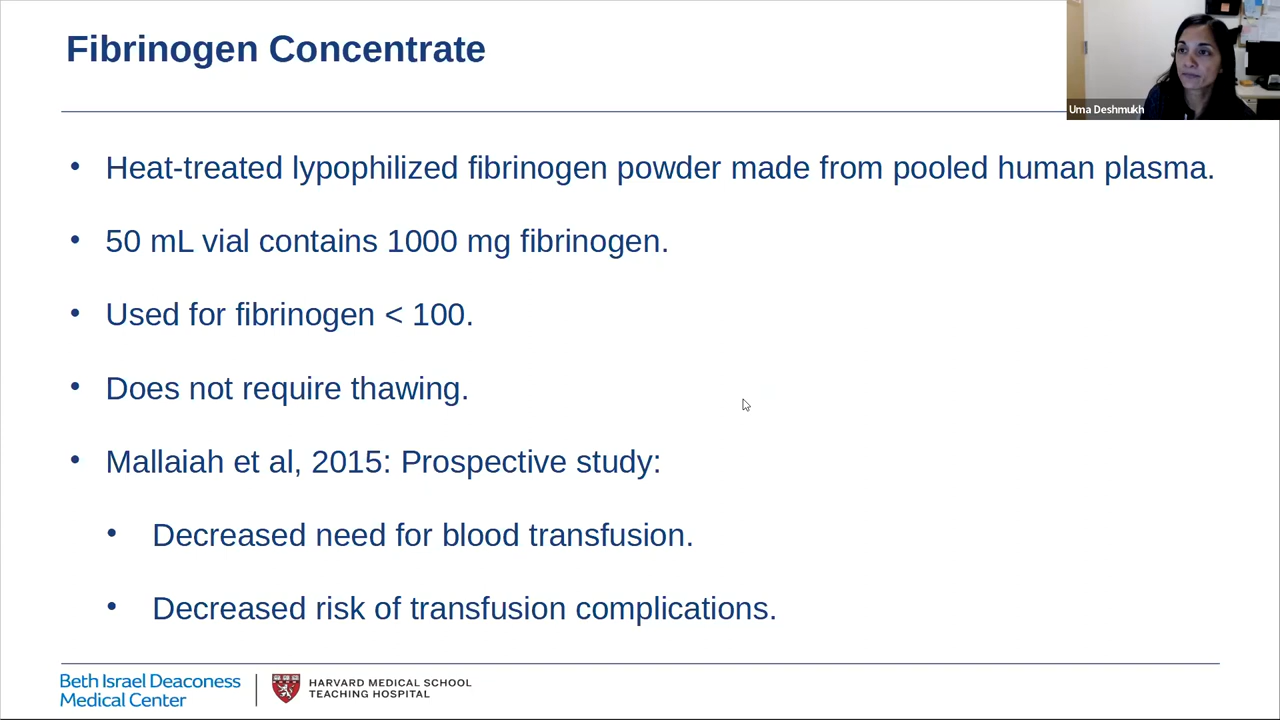 Fibrinogen Concentrate
Uma Deshmukh
• Heat-treated lypophilized fibrinogen powder made from pooled human plasma.
• 50 mL vial contains 1000 mg fibrinogen.
• Used for fibrinogen < 100.
• Does not require thawing.
• Mallaiah et al, 2015: Prospective study:
• Decreased need for blood transfusion.
• Decreased risk of transfusion complications.
Beth Israel Deaconess
Medical Center
HARVARD MEDICAL SCHOOL
TEACHING HOSPITAL